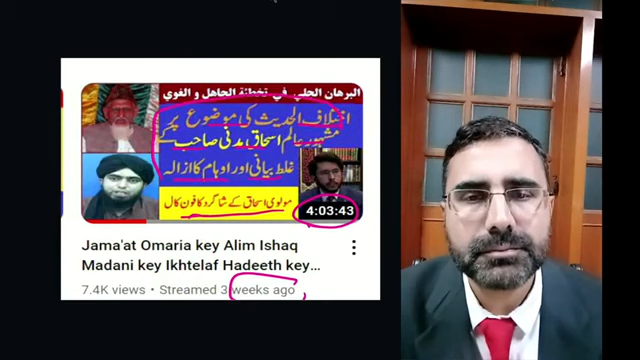 البرهان الجلي في تخطئة الجاهل و الغوي
اختلاف الحدیث کی موضوع پر
مشہور عالم اسحاق مدنی صاحب کے
غلط بیانی اور اوہام کا ازالہ
مولوی اسحاق کے شاگرد کا فون کال
4:03:43
Jama'at Omaria key Alim Ishaq
Madani key Ikhtelaf Hadeeth key...
7.4K views • Streamed 3 weeks ago